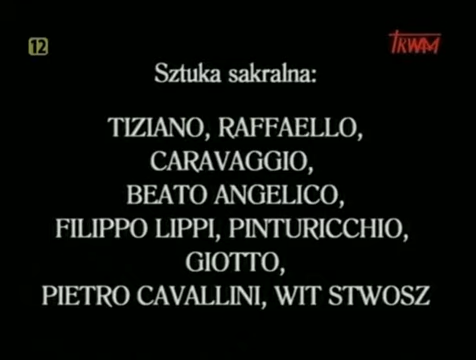 12
TRWAM
Sztuka sakralna:
TIZIANO, RAFFAELLO,
CARAVAGGIO,
BEATO ANGELICO,
FILIPPO LIPPI, PINTURICCHIO,
GIOTTO,
PIETRO CAVALLINI, WIT STWOSZ